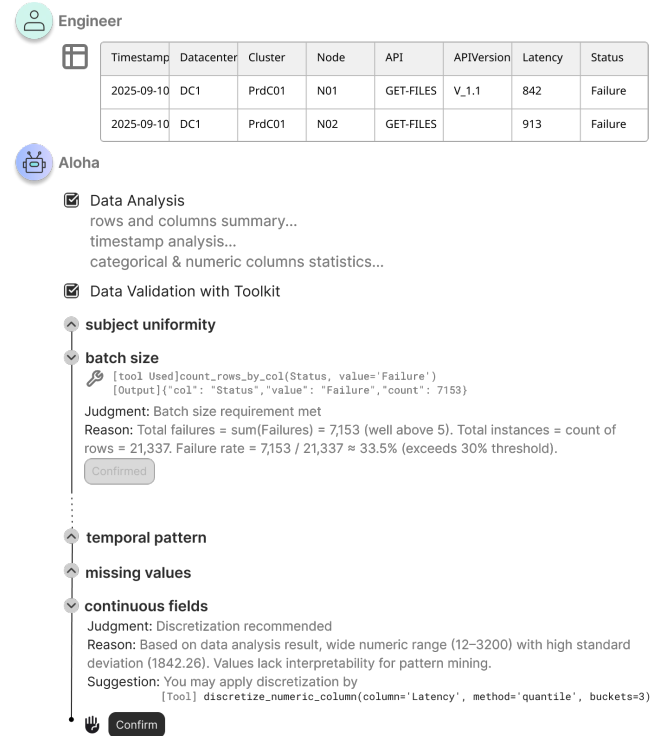 Engineer
Timestamp Datacenter Cluster Node API APIVersion Latency Status
2025-09-10 DC1 PrdC01 N01 GET-FILES V_1.1 842 Failure
2025-09-10 DC1 PrdC01 N02 GET-FILES 913 Failure
Aloha
Data Analysis
rows and columns summary...
timestamp analysis...
categorical & numeric columns statistics...
Data Validation with Toolkit
subject uniformity
batch size
[tool Used]count_rows_by_col(Status, value='Failure')
[Output]{"col": "Status","value": "Failure","count": 7153}
Judgment: Batch size requirement met
Reason: Total failures = sum(Failures) = 7,153 (well above 5). Total instances = count of
rows = 21,337. Failure rate = 7,153 / 21,337 ≈ 33.5% (exceeds 30% threshold).
Confirmed
temporal pattern
missing values
continuous fields
Judgment: Discretization recommended
Reason: Based on data analysis result, wide numeric range (12–3200) with high standard
deviation (1842.26). Values lack interpretability for pattern mining.
Suggestion: You may apply discretization by
[Tool] discretize_numeric_column(column='Latency', method='quantile', buckets=3)
Confirm